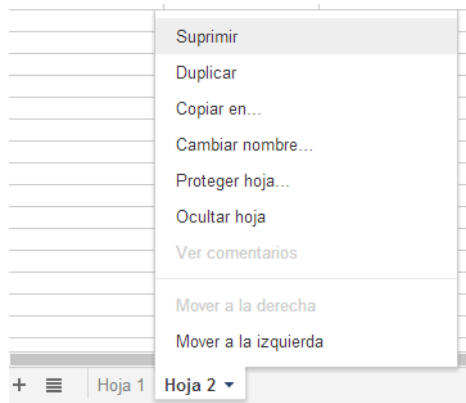 Suprimir
Duplicar
Copiar en...
Cambiar nombre...
Proteger hoja...
Ocultar hoja
Ver comentarios
Mover a la derecha
Mover a la izquierda
Hoja 1 Hoja 2